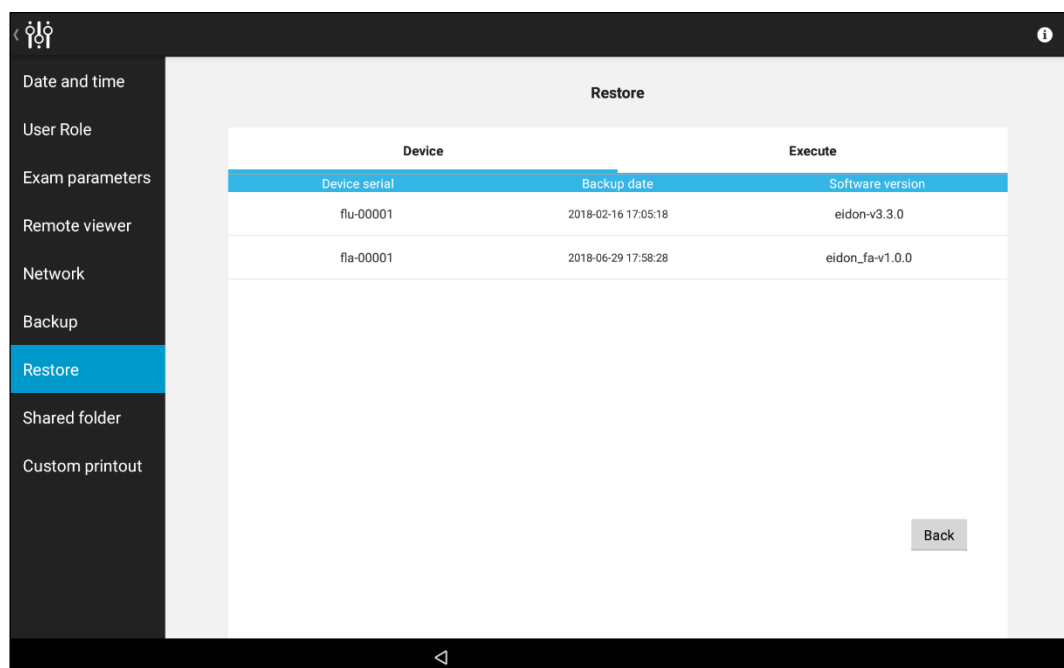 Date and time
User Role
Exam parameters
Remote viewer
Network
Backup
Restore
Shared folder
Custom printout
Restore
Device Execute
Device serial Backup date Software version
flu-00001 2018-02-16 17:05:18 eidon-v3.3.0
fla-00001 2018-06-29 17:58:28 eidon_fa-v1.0.0
Back